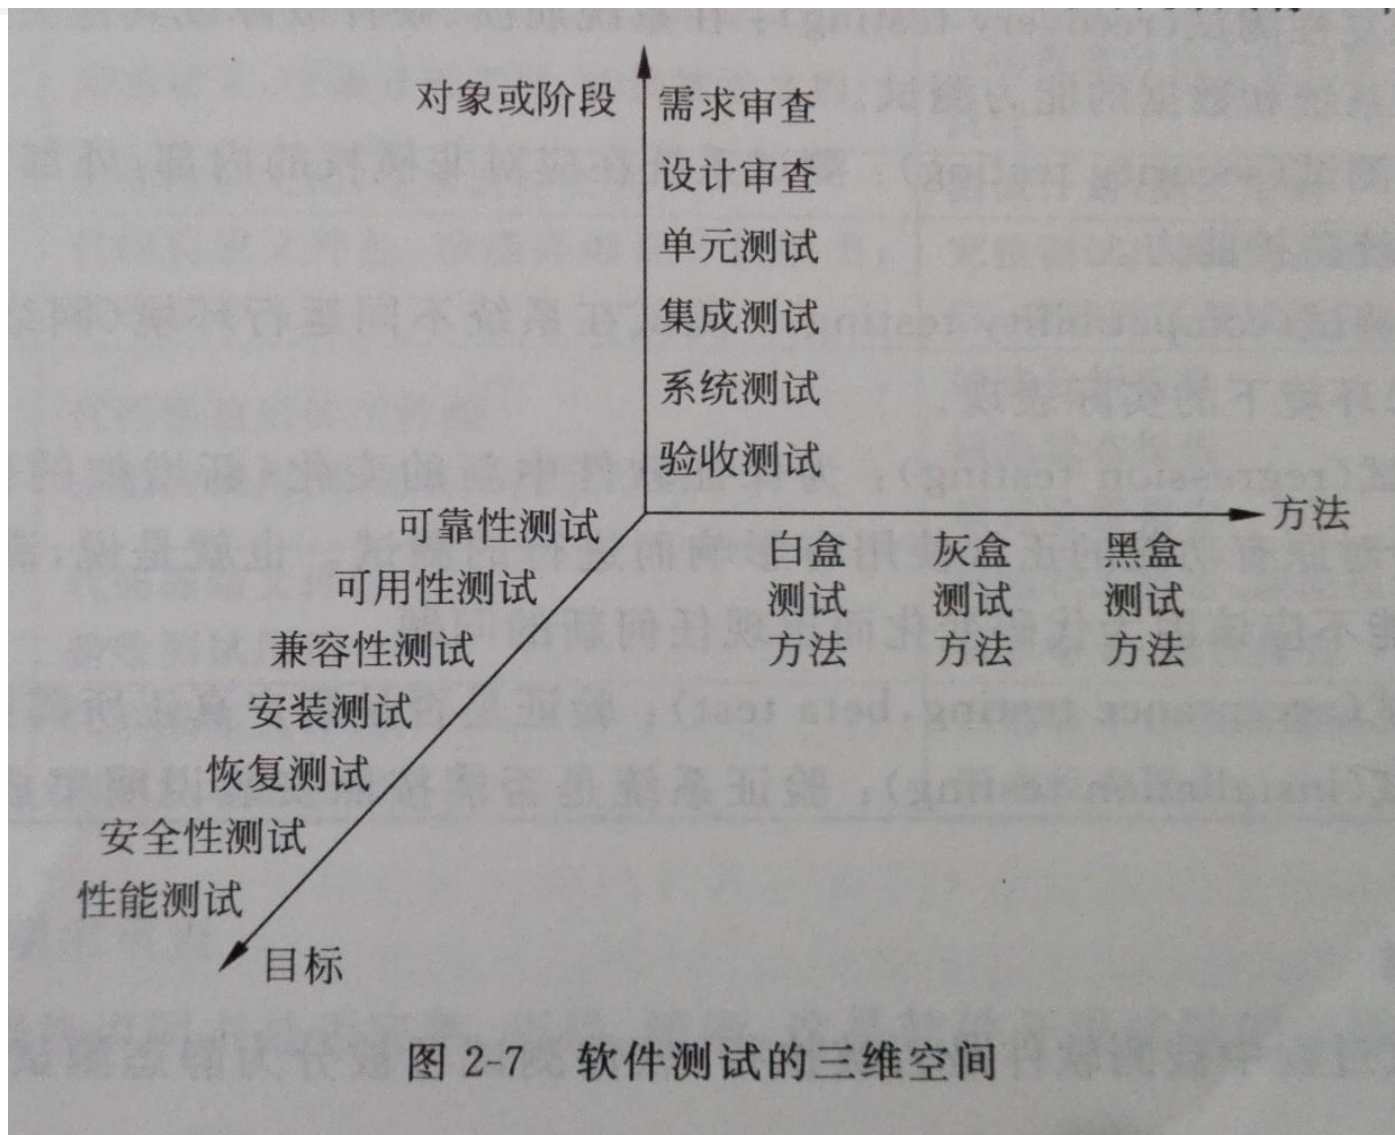 对象或阶段
需求审查
设计审查
单元测试
集成测试
系统测试
验收测试
方法
白盒
测试
方法
灰盒
测试
方法
黑盒
测试
方法
可靠性测试
可用性测试
兼容性测试
安装测试
恢复测试
安全性测试
性能测试
目标
图 2-7 软件测试的三维空间